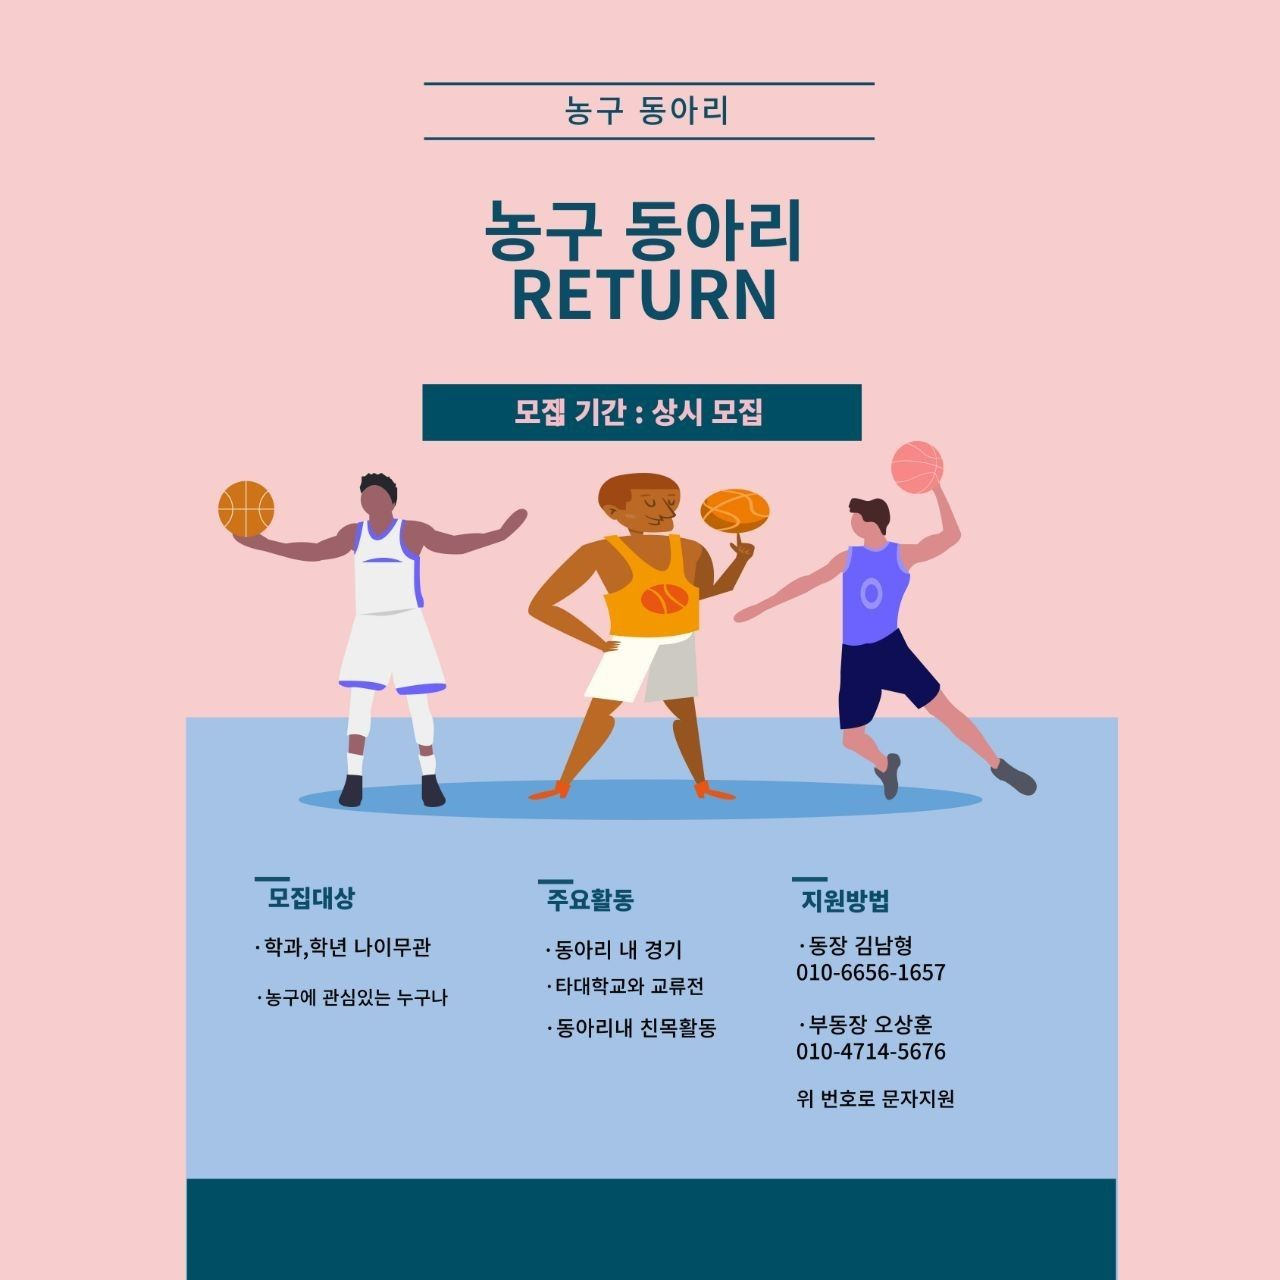 농구 동아리
농구 동아리
RETURN
모집 기간 : 상시 모집
모집대상
·학과,학년 나이무관
·농구에 관심있는 누구나
주요활동
·동아리 내 경기
·타대학교와 교류전
·동아리내 친목활동
지원방법
·동장 김남형
010-6656-1657
·부동장 오상훈
010-4714-5676
위 번호로 문자지원